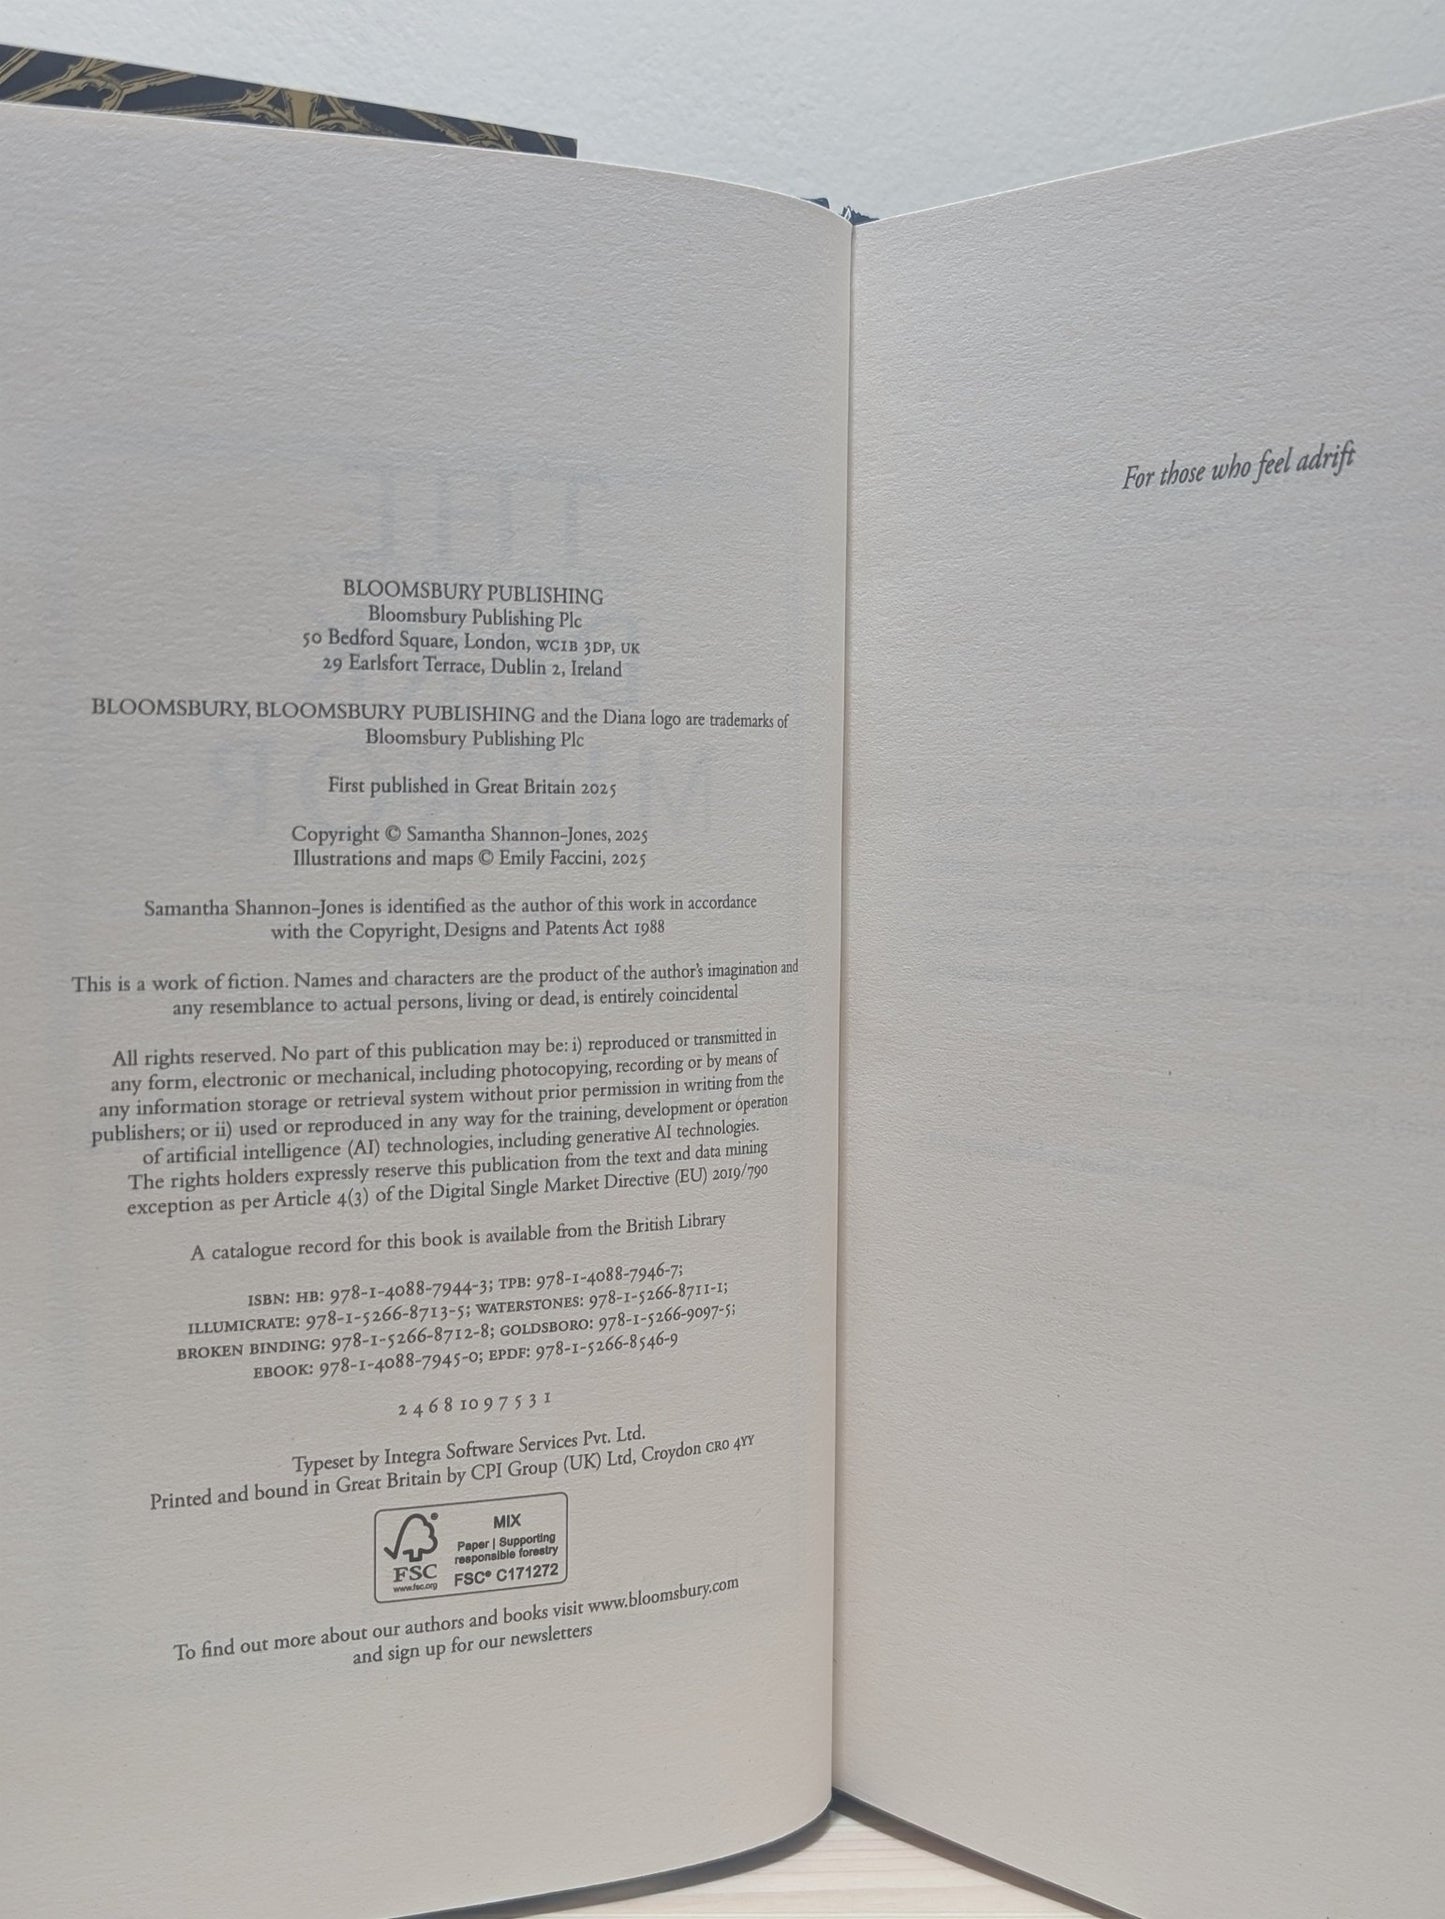 BLOOMSBURY PUBLISHING
Bloomsbury Publishing Plc
50 Bedford Square, London, WC1B 3DP, UK
29 Earlsfort Terrace, Dublin 2, Ireland
BLOOMSBURY, BLOOMSBURY PUBLISHING and the Diana logo are trademarks of
Bloomsbury Publishing Plc
First published in Great Britain 2025
Copyright © Samantha Shannon-Jones, 2025
Illustrations and maps © Emily Faccini, 2025
Samantha Shannon-Jones is identified as the author of this work in accordance
with the Copyright, Designs and Patents Act 1988
This is a work of fiction. Names and characters are the product of the author's imagination and
any resemblance to actual persons, living or dead, is entirely coincidental
All rights reserved. No part of this publication may be: i) reproduced or transmitted in
any form, electronic or mechanical, including photocopying, recording or by means of
any information storage or retrieval system without prior permission in writing from the
publishers; or ii) used or reproduced in any way for the training, development or operation
of artificial intelligence (AI) technologies, including generative AI technologies.
The rights holders expressly reserve this publication from the text and data mining
exception as per Article 4(3) of the Digital Single Market Directive (EU) 2019/790
A catalogue record for this book is available from the British Library
ISBN: HB: 978-1-4088-7944-3; TPB: 978-1-4088-7946-7;
ILLUMICRATE: 978-1-5266-8713-5; WATERSTONES: 978-1-5266-8711-1;
BROKEN BINDING: 978-1-5266-8712-8; GOLDSBORO: 978-1-5266-9097-5;
EBOOK: 978-1-4088-7945-0; EPDF: 978-1-5266-8546-9
2 4 6 8 10 9 7 5 3 1
Typeset by Integra Software Services Pvt. Ltd.
Printed and bound in Great Britain by CPI Group (UK) Ltd, Croydon CR0 4YY
FSC
www.fsc.org
MIX
Paper | Supporting
responsible forestry
FSC® C171272
To find out more about our authors and books visit www.bloomsbury.com
and sign up for our newsletters
For those who feel adrift